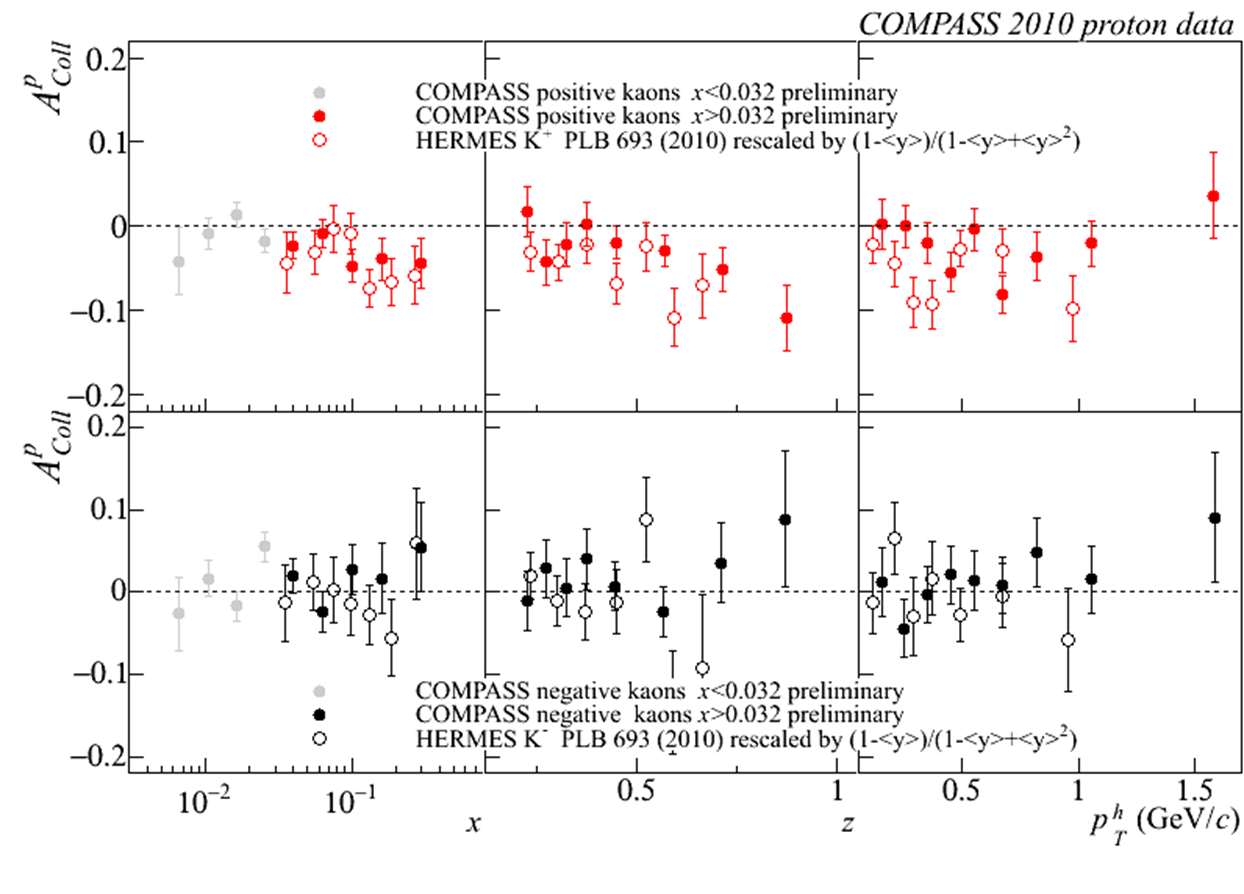 COMPASS 2010 proton data
A^p_Coll
0.2
COMPASS positive kaons x<0.032 preliminary
COMPASS positive kaons x>0.032 preliminary
0.1
HERMES K+ PLB 693 (2010) rescaled by (1-<y>)/(1-<y>+<y>2)
0
−0.1
−0.2
A^p_Coll
0.2
0.1
0
−0.1
COMPASS negative kaons x<0.032 preliminary
COMPASS negative kaons x>0.032 preliminary
HERMES K- PLB 693 (2010) rescaled by (1-<y>)/(1-<y>+<y>2)
−0.2
10−2 10−1 0.5 1 0.5 1 1.5
x z p^h_T (GeV/c)